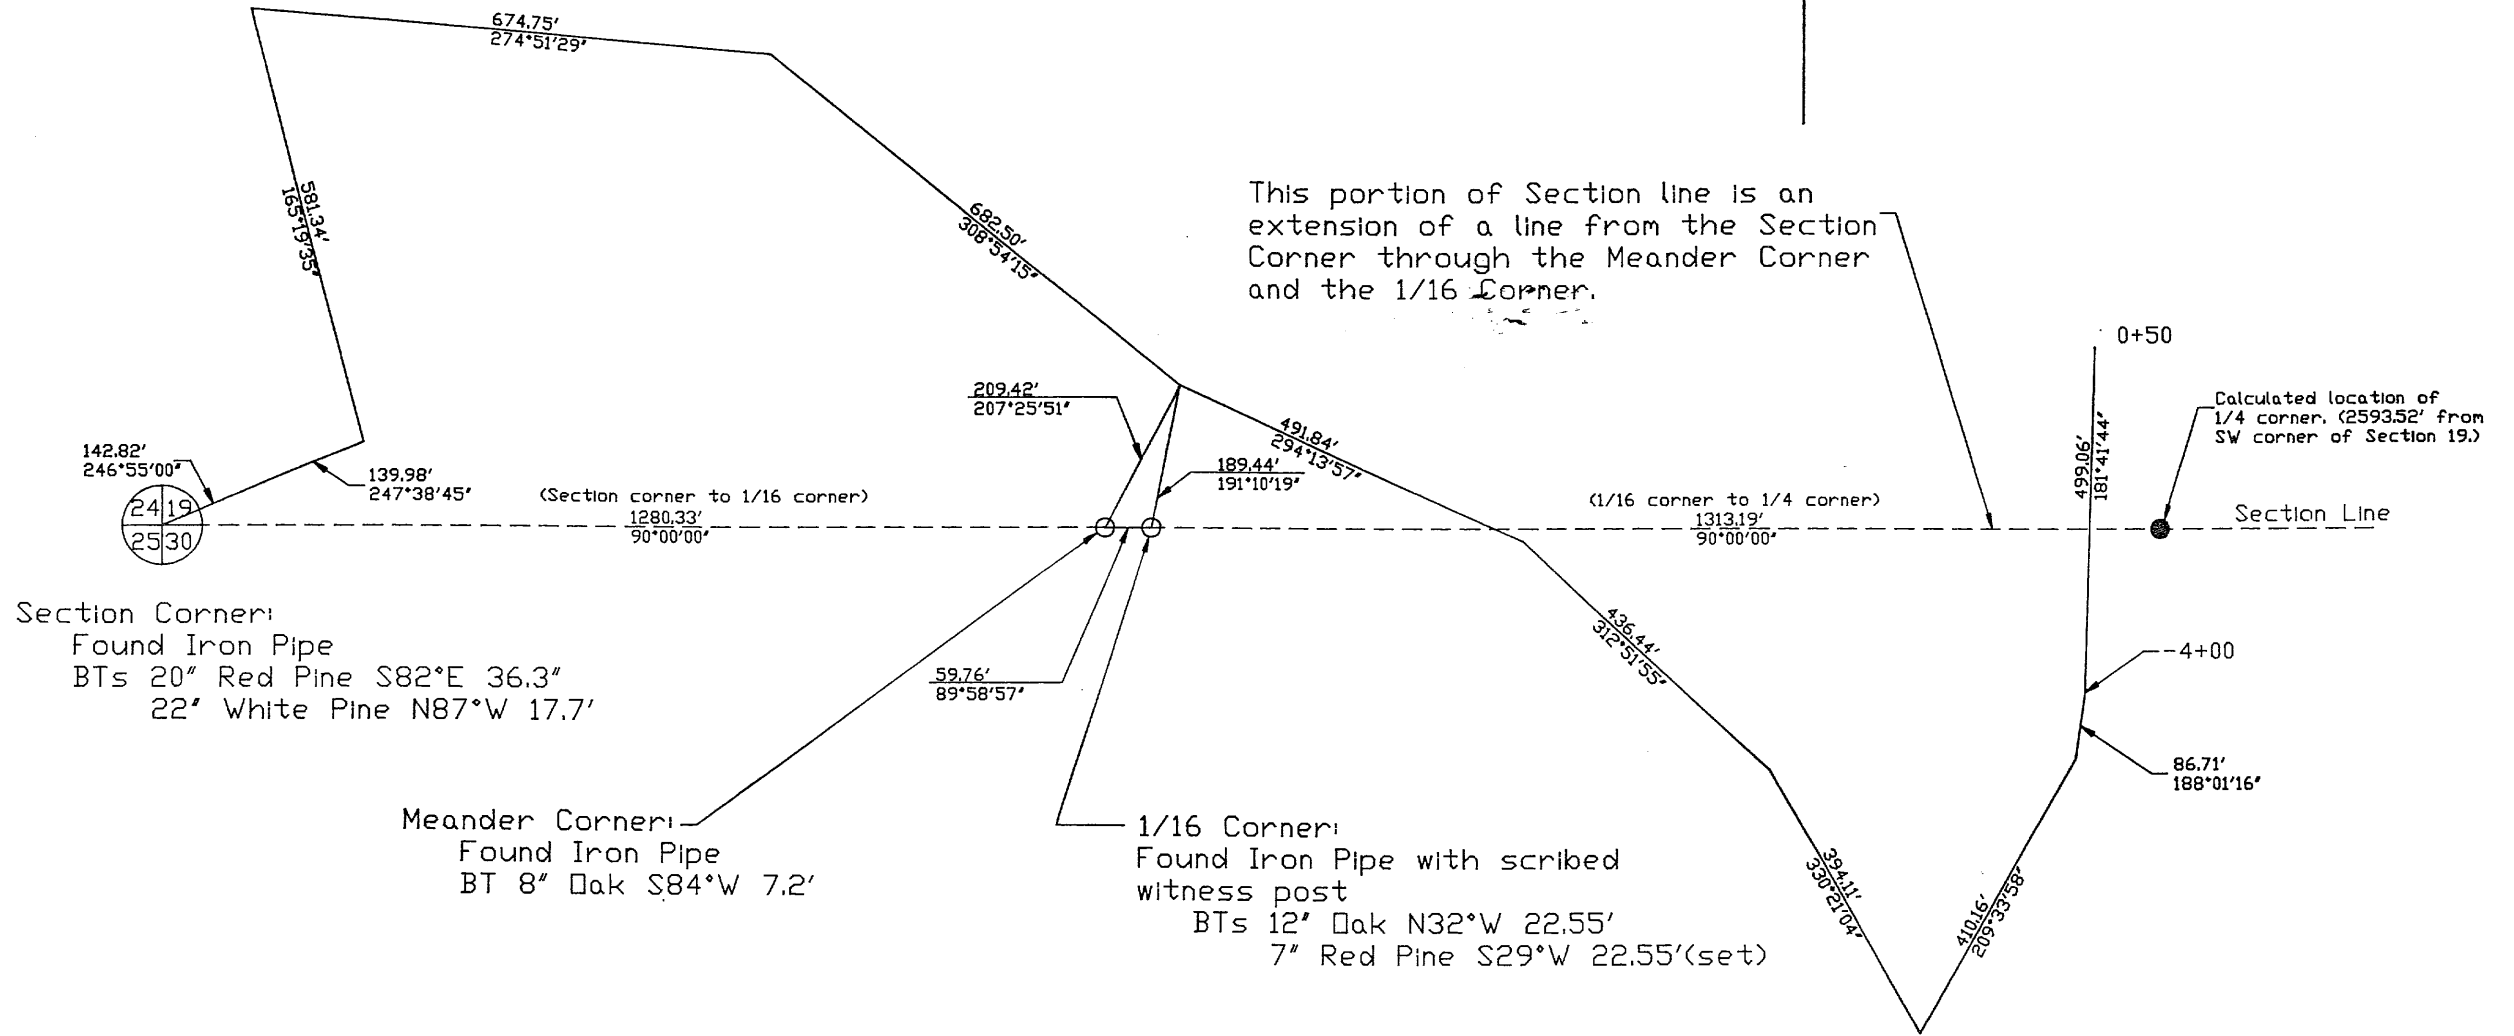 674.75'
274°51'29"
581.34'
165°19'35"
682.50'
308°54'15"
This portion of Section line is an
extension of a line from the Section
Corner through the Meander Corner
and the 1/16 Corner.
0+50
209.42'
207°25'51"
491.84'
294°13'57"
Calculated location of
1/4 corner. (2593.52' from
SW corner of Section 19.)
499.06'
181°41'44"
142.82'
246°55'00"
139.98'
247°38'45"
189.44'
191°10'19"
24 19
25 30
(Section corner to 1/16 corner)
1280.33'
90°00'00"
(1/16 corner to 1/4 corner)
1313.19'
90°00'00"
Section Line
Section Corner:
Found Iron Pipe
BTs 20" Red Pine S82°E 36.3"
22" White Pine N87°W 17.7'
436.44'
312°51'55"
-4+00
59.76'
89°58'57"
86.71'
188°01'16"
Meander Corner:
Found Iron Pipe
BT 8" Oak S84°W 7.2'
1/16 Corner:
Found Iron Pipe with scribed
witness post
BTs 12" Oak N32°W 22.55'
7" Red Pine S29°W 22.55'(set)
394.11'
330°21'04"
410.16'
209°33'58"